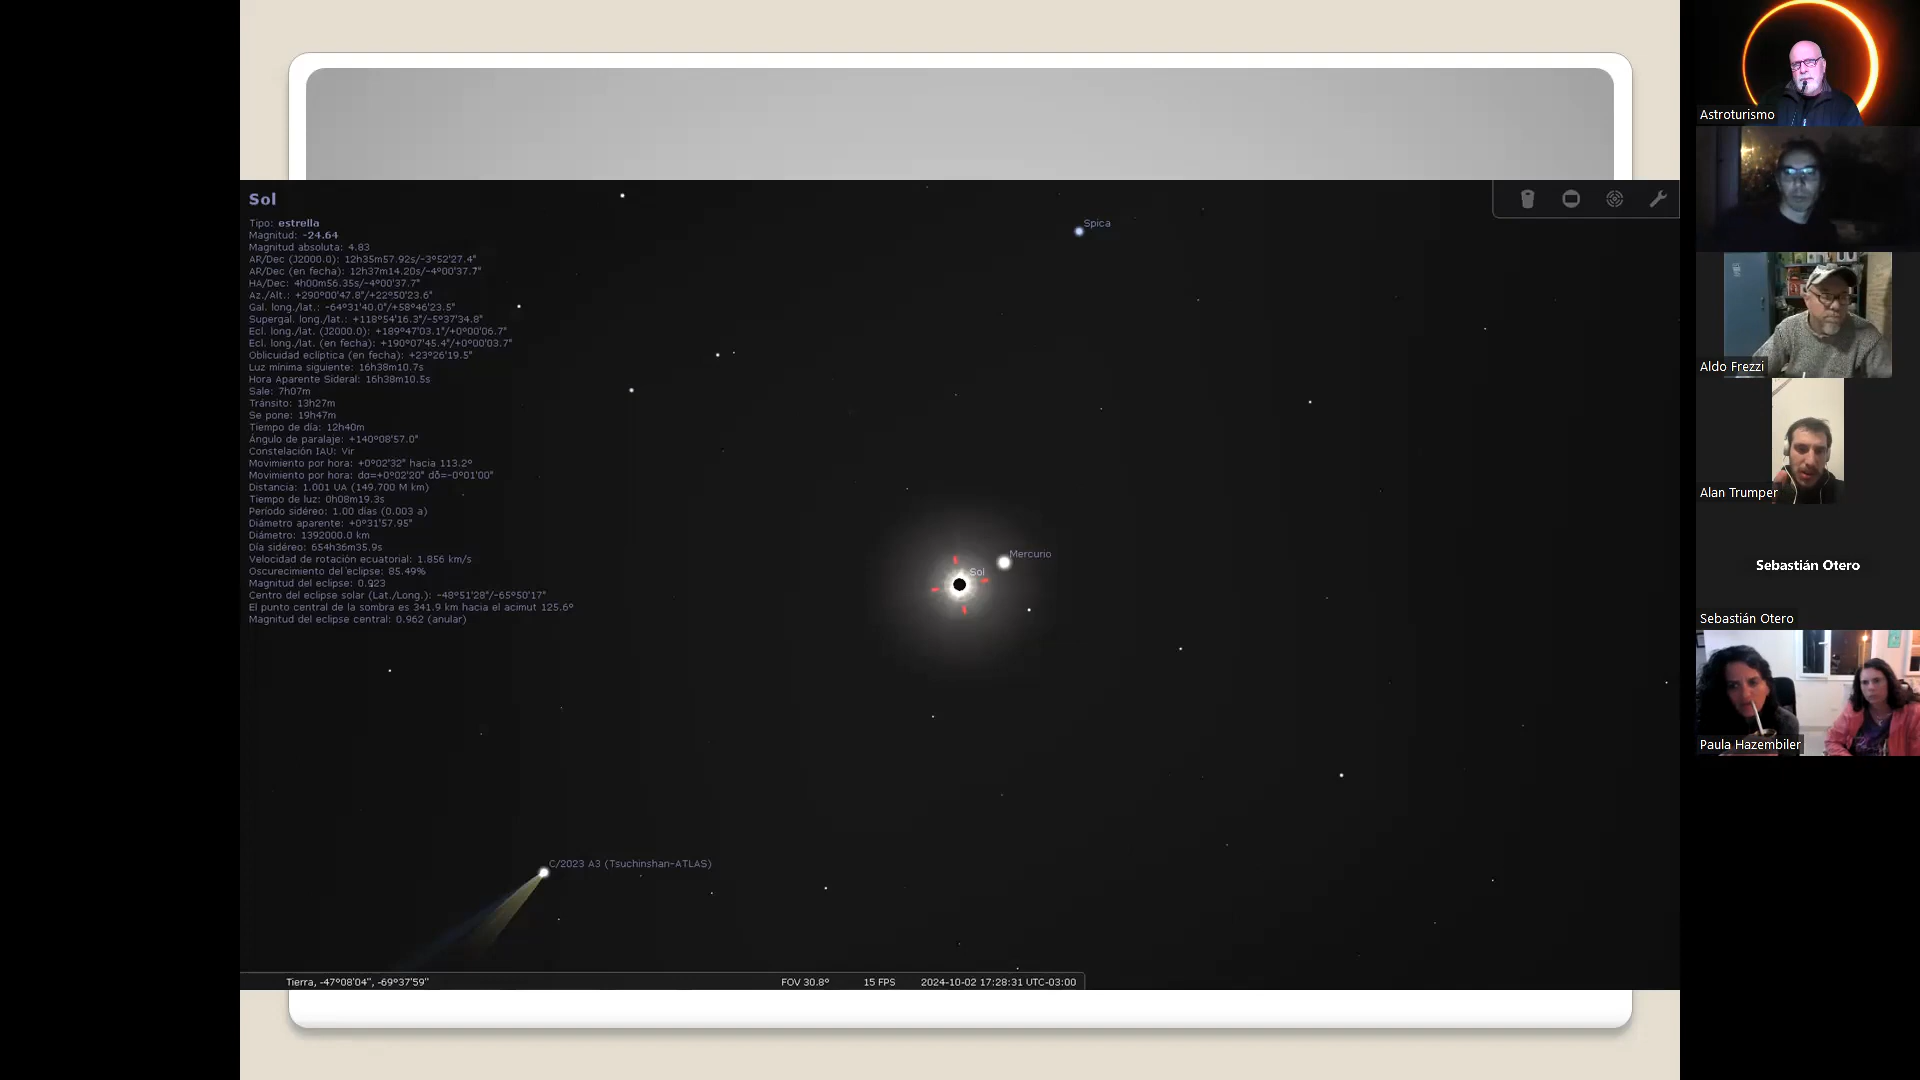 Sol
Tipo: estrella
Magnitud: -24.64
Magnitud absoluta: 4.83
AR/Dec (J2000.0): 12h35m57.92s/-3°52'27.4"
AR/Dec (en fecha): 12h37m14.20s/-4°00'37.7"
HA/Dec: 4h00m56.35s/-4°00'37.7"
Az./Alt.: +290°00'47.8"/+22°50'23.6"
Gal. long./lat.: -64°31'40.0"/+58°46'23.5"
Supergal. long./lat.: +118°54'16.3"/-5°37'34.8"
Ecl. long./lat. (J2000.0): +189°47'03.1"/+0°00'06.7"
Ecl. long./lat. (en fecha): +190°07'45.4"/+0°00'03.7"
Oblicuidad eclíptica (en fecha): +23°26'19.5"
Luz mínima siguiente: 16h38m10.7s
Hora Aparente Sideral: 16h38m10.5s
Sale: 7h07m
Tránsito: 13h27m
Se pone: 19h47m
Tiempo de día: 12h40m
Ángulo de paralaje: +140°08'57.0"
Constelación IAU: Vir
Movimiento por hora: +0°02'32" hacia 113.2°
Movimiento por hora: dα=+0°02'20" dδ=-0°01'00"
Distancia: 1.001 UA (149.700 M km)
Tiempo de luz: 0h08m19.3s
Período sidéreo: 1.00 días (0.003 a)
Diámetro aparente: +0°31'57.95"
Diámetro: 1392000.0 km
Día sidéreo: 654h36m35.9s
Velocidad de rotación ecuatorial: 1.856 km/s
Oscurecimiento del eclipse: 85.49%
Magnitud del eclipse: 0.923
Centro del eclipse solar (Lat./Long.): -48°51'28"/-65°50'17"
El punto central de la sombra es 341.9 km hacia el acimut 125.6°
Magnitud del eclipse central: 0.962 (anular)
Spica
Mercurio
Sol
C/2023 A3 (Tsuchinshan-ATLAS)
Tierra, -47°08'04", -69°37'59" FOV 30.8° 15 FPS 2024-10-02 17:28:31 UTC-03:00
Astroturismo
Aldo Frezzi
Alan Trumper
Sebastián Otero
Sebastián Otero
Paula Hazembiler